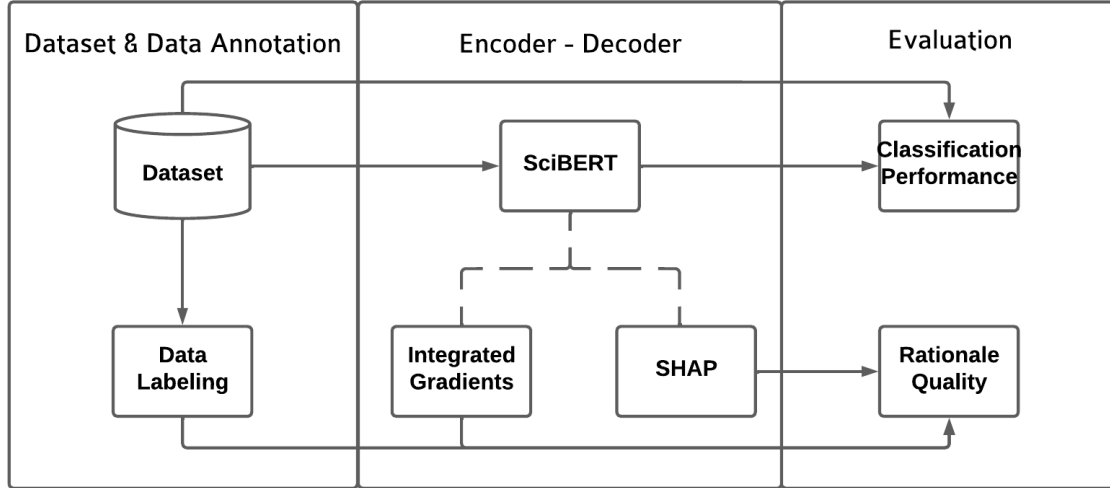 Dataset & Data Annotation
Encoder - Decoder
Evaluation
Dataset
SciBERT
Classification
Performance
Data
Labeling
Integrated
Gradients
SHAP
Rationale
Quality